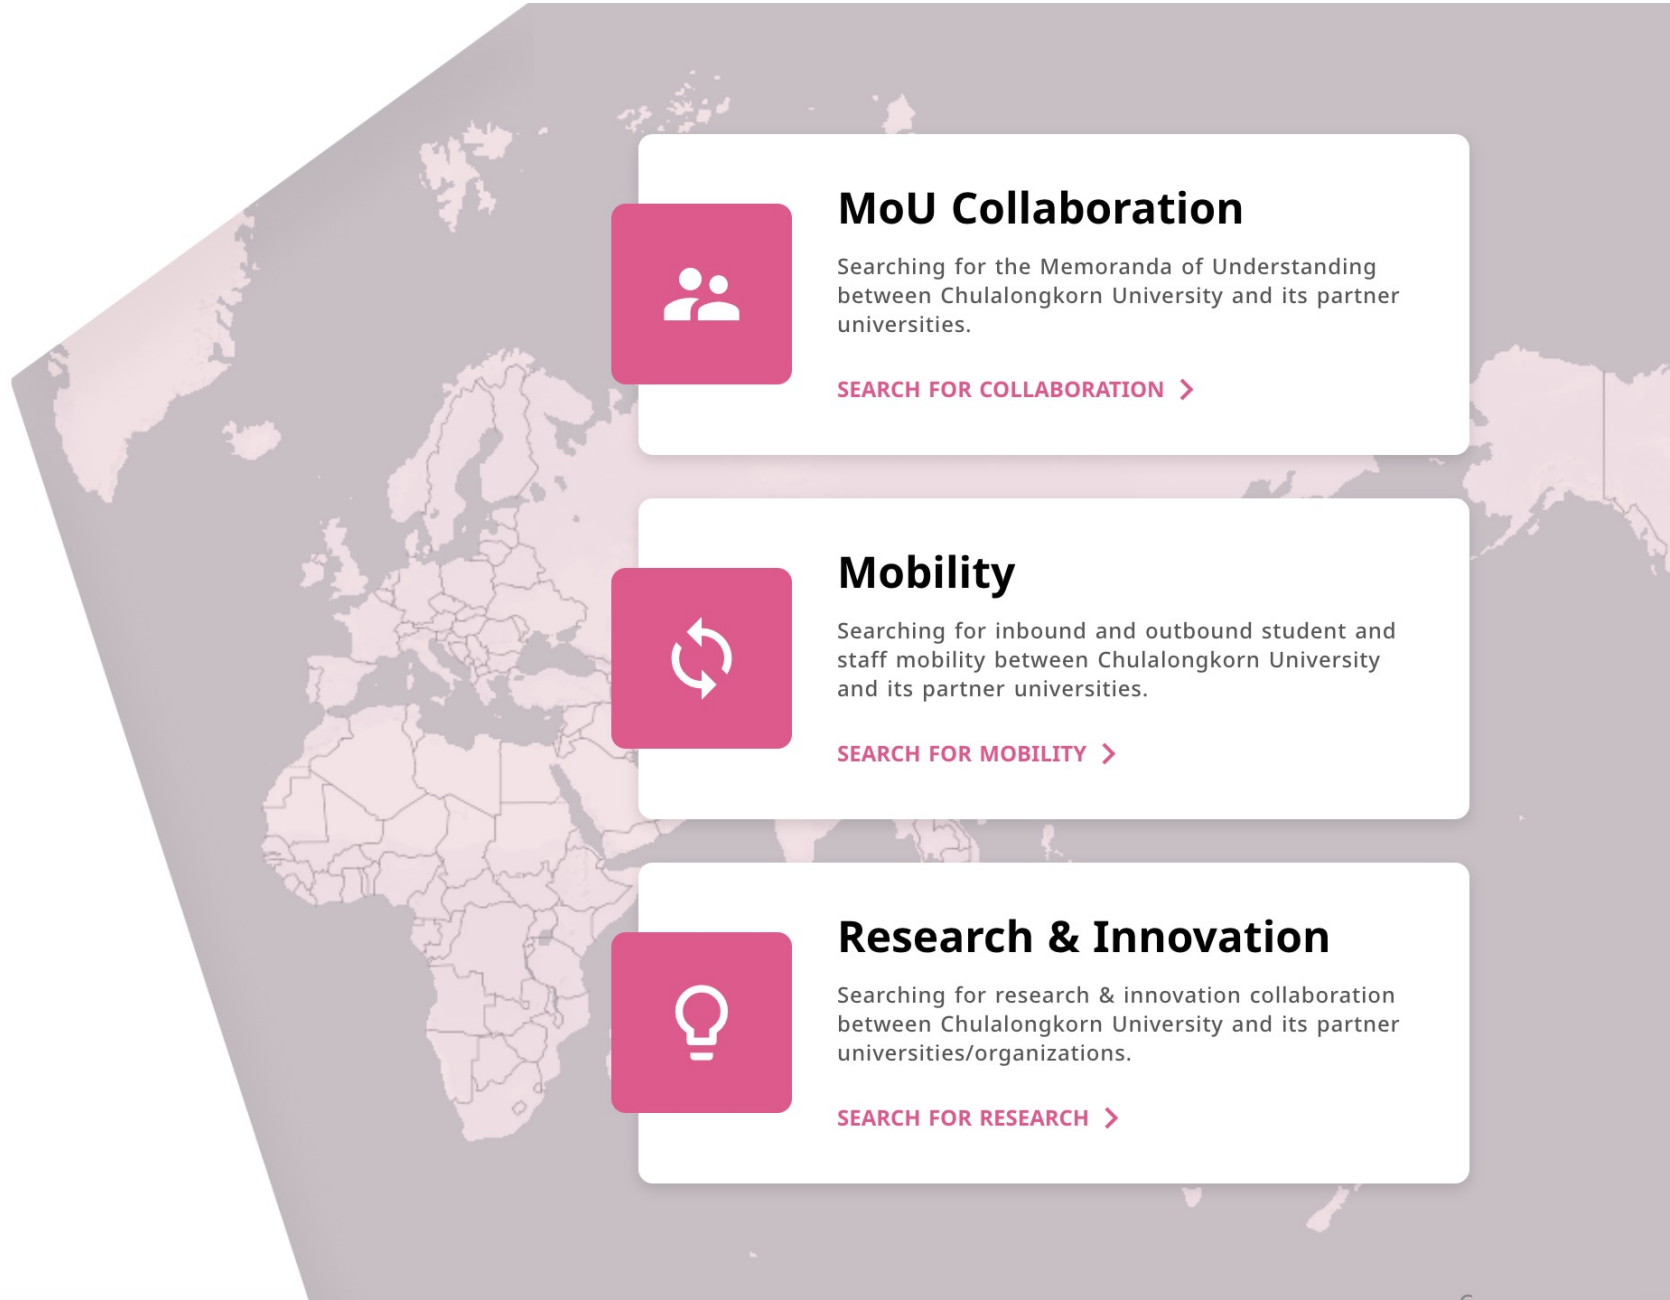 MoU Collaboration
Searching for the Memoranda of Understanding
between Chulalongkorn University and its partner
universities.
SEARCH FOR COLLABORATION
Mobility
Searching for inbound and outbound student and
staff mobility between Chulalongkorn University
and its partner universities.
SEARCH FOR MOBILITY
Research & Innovation
Searching for research & innovation collaboration
between Chulalongkorn University and its partner
universities/organizations.
SEARCH FOR RESEARCH